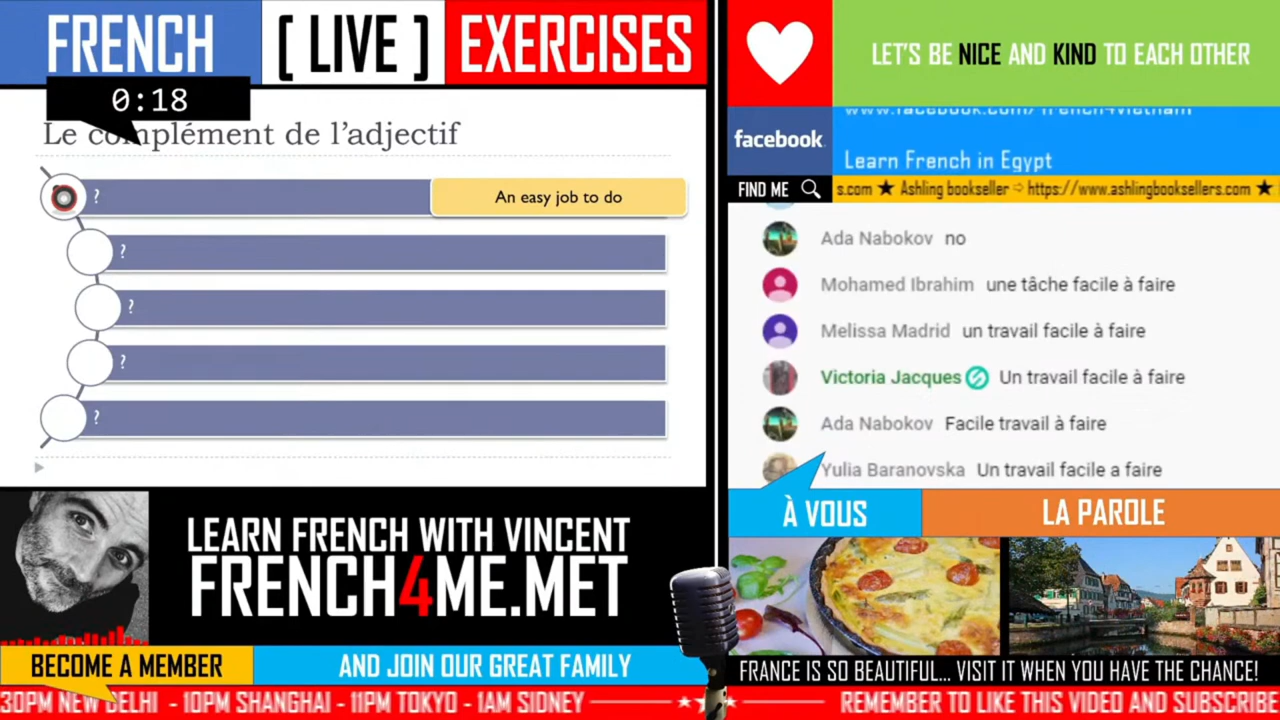 FRENCH [ LIVE ] EXERCISES
0:18
Le complément de l'adjectif
? An easy job to do
?
?
?
?
LEARN FRENCH WITH VINCENT
FRENCH4ME.MET
BECOME A MEMBER
AND JOIN OUR GREAT FAMILY
LET'S BE NICE AND KIND TO EACH OTHER
facebook.
www.facebook.com/french4vietnam
Learn French in Egypt
FIND ME
s.com ★ Ashling bookseller ⇨ https://www.ashlingbooksellers.com ★
Ada Nabokov no
Mohamed Ibrahim une tâche facile à faire
Melissa Madrid un travail facile à faire
Victoria Jacques Un travail facile à faire
Ada Nabokov Facile travail à faire
Yulia Baranovska Un travail facile a faire
À VOUS LA PAROLE
FRANCE IS SO BEAUTIFUL... VISIT IT WHEN YOU HAVE THE CHANCE!
30PM NEW DELHI - 10PM SHANGHAI - 11PM TOKYO - 1AM SIDNEY REMEMBER TO LIKE THIS VIDEO AND SUBSCRIBE